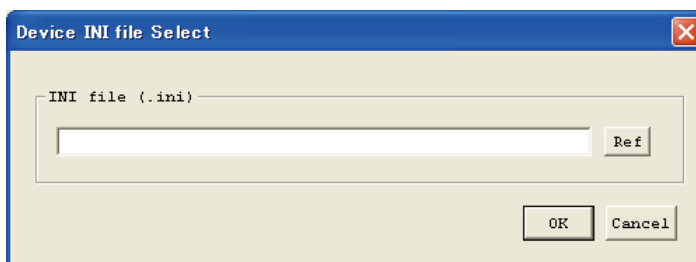 Device INI file Select
INI file (.ini)
Ref
OK
Cancel